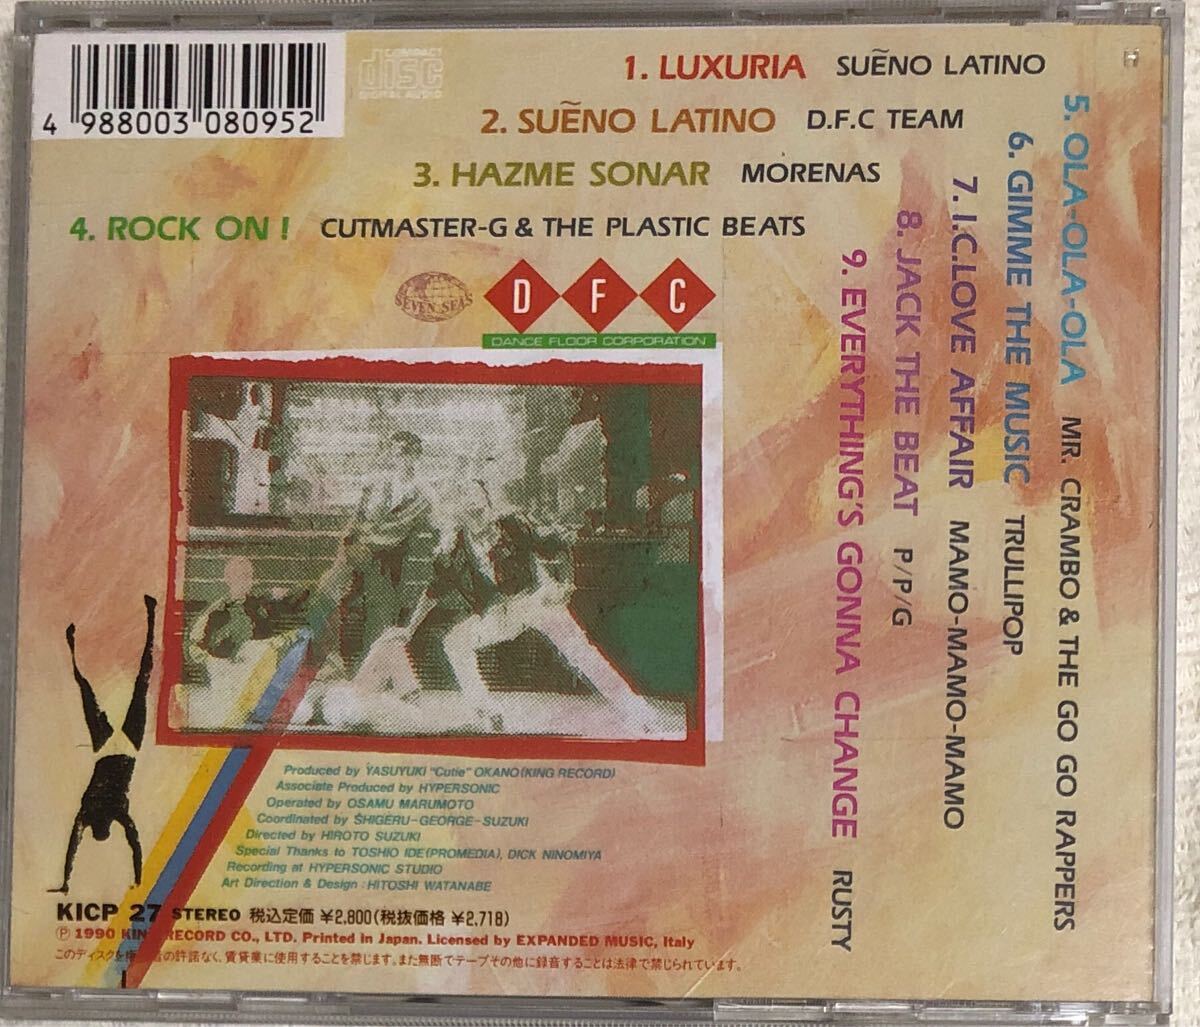 COMPACT
disc
DIGITAL AUDIO
4 988003 080952
1. LUXURIA SUEÑO LATINO
2. SUEÑO LATINO D.F.C TEAM
3. HAZME SONAR MORENAS
4. ROCK ON! CUTMASTER-G & THE PLASTIC BEATS
5. OLA-OLA-OLA MR. CRAMBO & THE GO GO RAPPERS
6. GIMME THE MUSIC TRULLIPOP
7. I.C.LOVE AFFAIR MAMO-MAMO-MAMO
8. JACK THE BEAT P/P/G
9. EVERYTHING'S GONNA CHANGE RUSTY
SEVEN SEAS
D F C
DANCE FLOOR CORPORATION
Produced by YASUYUKI "Cutie" OKANO(KING RECORD)
Associate Produced by HYPERSONIC
Operated by OSAMU MARUMOTO
Coordinated by SHIGERU-GEORGE-SUZUKI
Directed by HIROTO SUZUKI
Special Thanks to TOSHIO IDE(PROMEDIA), DICK NINOMIYA
Recording at HYPERSONIC STUDIO
Art Direction & Design : HITOSHI WATANABE
KICP 27 STEREO 税込定価 ¥2,800(税抜価格 ¥2,718)
Ⓟ 1990 KING RECORD CO., LTD. Printed in Japan. Licensed by EXPANDED MUSIC, Italy
このディスクを権 者の許諾なく、賃貸業に使用することを禁じます。また無断でテープその他に録音することは法律で禁じられています。